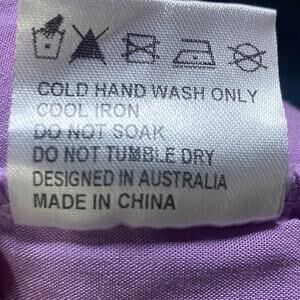 COLD HAND WASH ONLY
COOL IRON
DO NOT SOAK
DO NOT TUMBLE DRY
DESIGNED IN AUSTRALIA
MADE IN CHINA